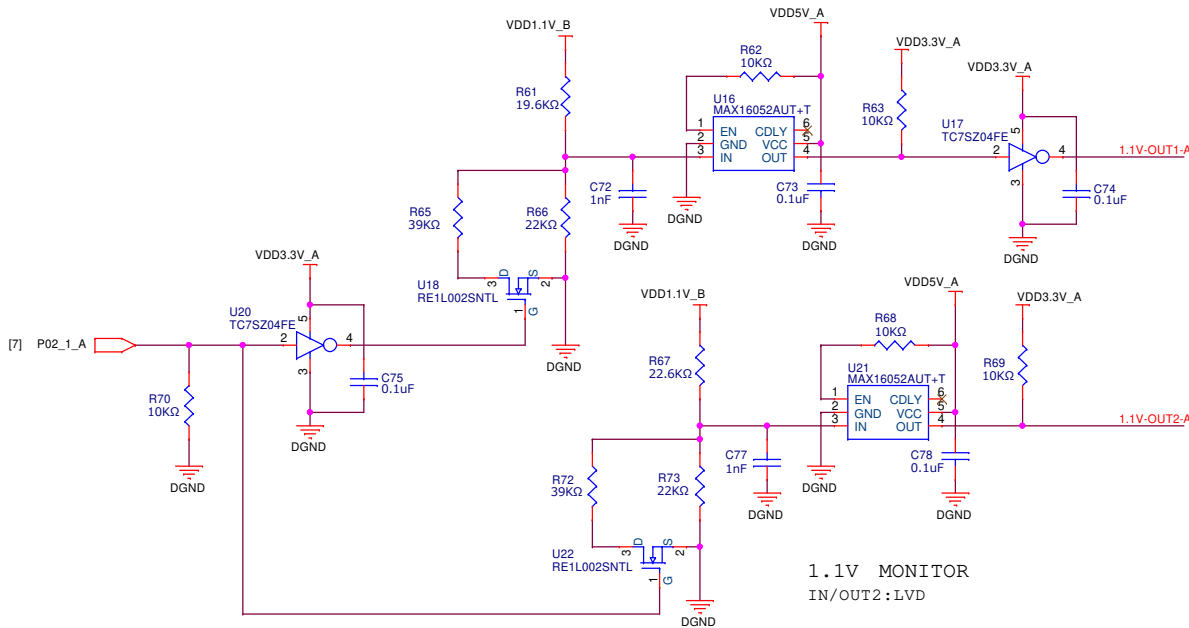 VDD5V_A
VDD1.1V_B
R62
10KΩ
VDD3.3V_A
VDD3.3V_A
R61
19.6KΩ
U16
MAX16052AUT+T
R63
10KΩ
U17
TC7SZ04FE
1 EN CDLY 6
2 GND VCC 5
3 IN OUT 4
5
2 4
3
1.1V-OUT1-A
C72
1nF
C73
0.1uF
C74
0.1uF
DGND
DGND
DGND
DGND
R65
39KΩ
R66
22KΩ
VDD3.3V_A
U18
RE1L002SNTL
3 D S 2
1 G
VDD5V_A
VDD1.1V_B
VDD3.3V_A
U20
TC7SZ04FE
5
[7] P02_1_A
2 4
3
C75
0.1uF
DGND
R68
10KΩ
R67
22.6KΩ
U21
MAX16052AUT+T
R69
10KΩ
1 EN CDLY 6
2 GND VCC 5
3 IN OUT 4
1.1V-OUT2-A
R70
10KΩ
DGND
DGND
C77
1nF
C78
0.1uF
DGND
DGND
DGND
R72
39KΩ
R73
22KΩ
U22
RE1L002SNTL
3 D S 2
1 G
DGND
1.1V MONITOR
IN/OUT2:LVD